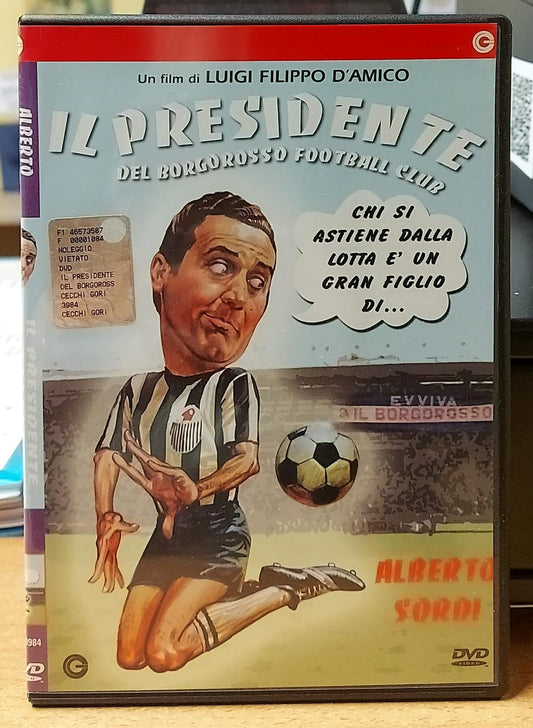 Un film di LUIGI FILIPPO D'AMICO
IL PRESIDENTE
DEL BORGOROSSO FOOTBALL CLUB
CHI SI
ASTIENE DALLA
LOTTA E' UN
GRAN FIGLIO
DI...
FI 46573587
F 00001084
NOLEGGIO
VIETATO
DVD
IL PRESIDENTE
DEL BORGOROSS
CECCHI GORI
3984
CECCHI GORI
EVVIVA
IL BORGOROSSO
ALBERTO
SORDI
DVD
VIDEO
ALBERTO
IL PRESIDENTE
3984